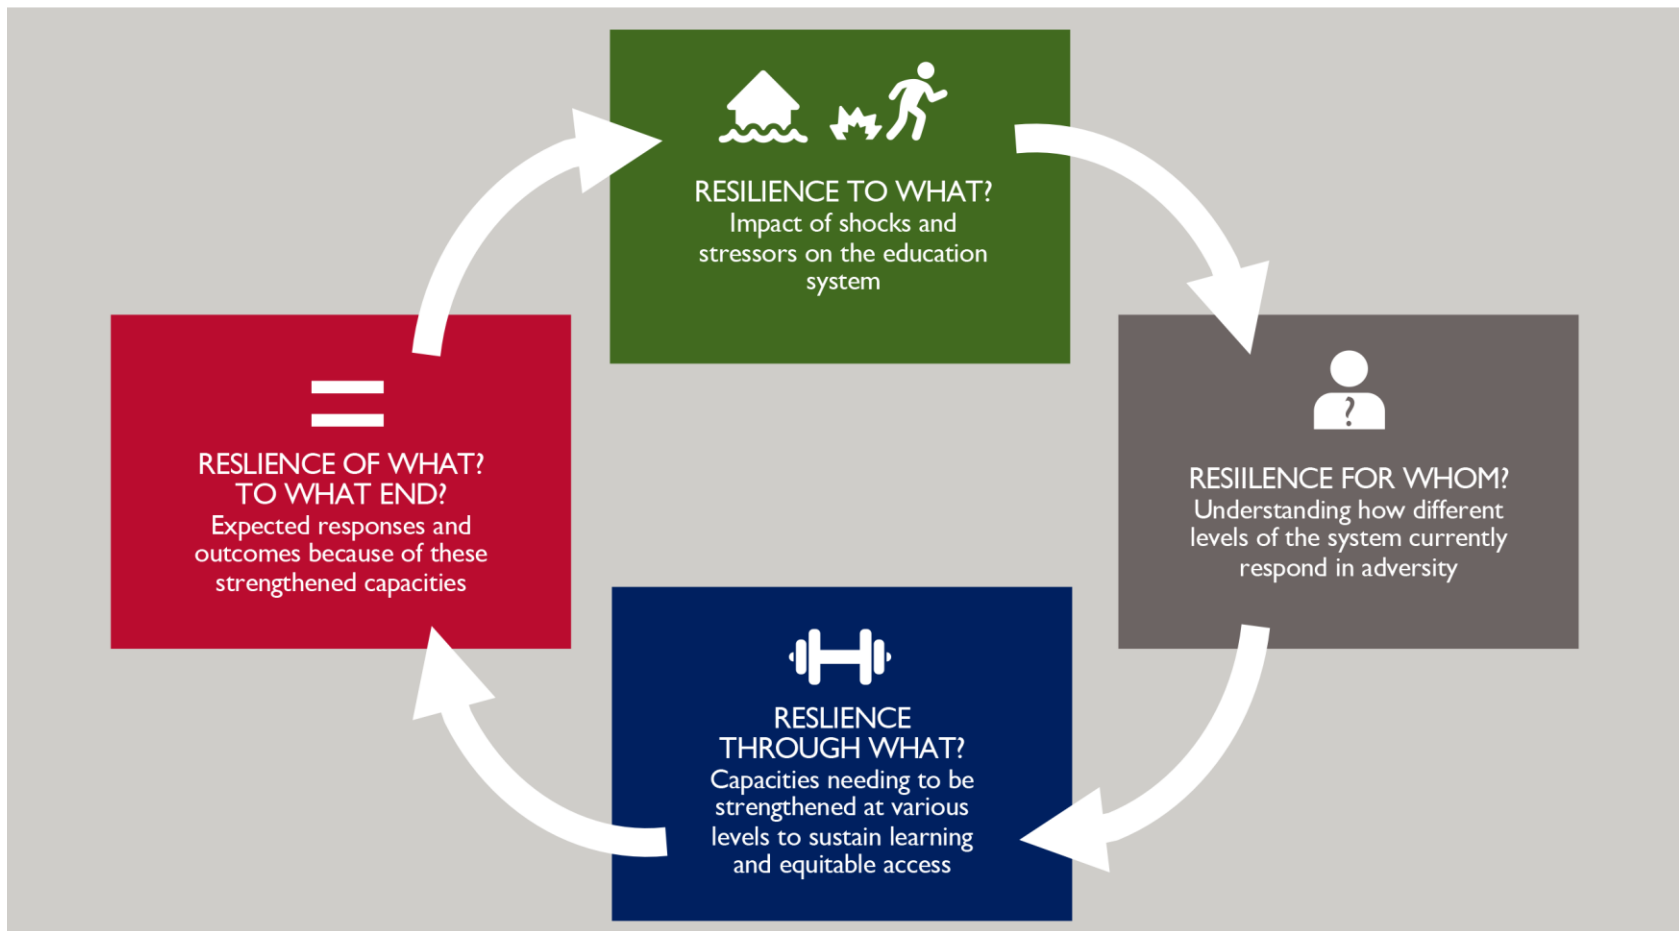 RESILIENCE TO WHAT?
Impact of shocks and
stressors on the education
system
RESIILENCE FOR WHOM?
Understanding how different
levels of the system currently
respond in adversity
?
RESLIENCE
THROUGH WHAT?
Capacities needing to be
strengthened at various
levels to sustain learning
and equitable access
RESLIENCE OF WHAT?
TO WHAT END?
Expected responses and
outcomes because of these
strengthened capacities